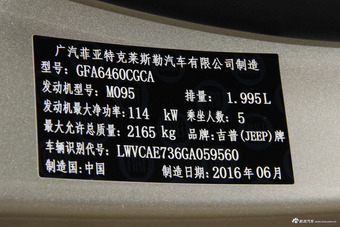 广汽菲亚特克莱斯勒汽车有限公司制造
型号: GFA6460CGCA
发动机型号: M095 排量: 1.995L
发动机最大净功率: 114 kW 乘坐人数: 5
最大允许总质量: 2165 kg 品牌: 吉普(JEEP)牌
车辆识别代号: LWVCAE736GA059560
制造国: 中国 制造日期: 2016年06月